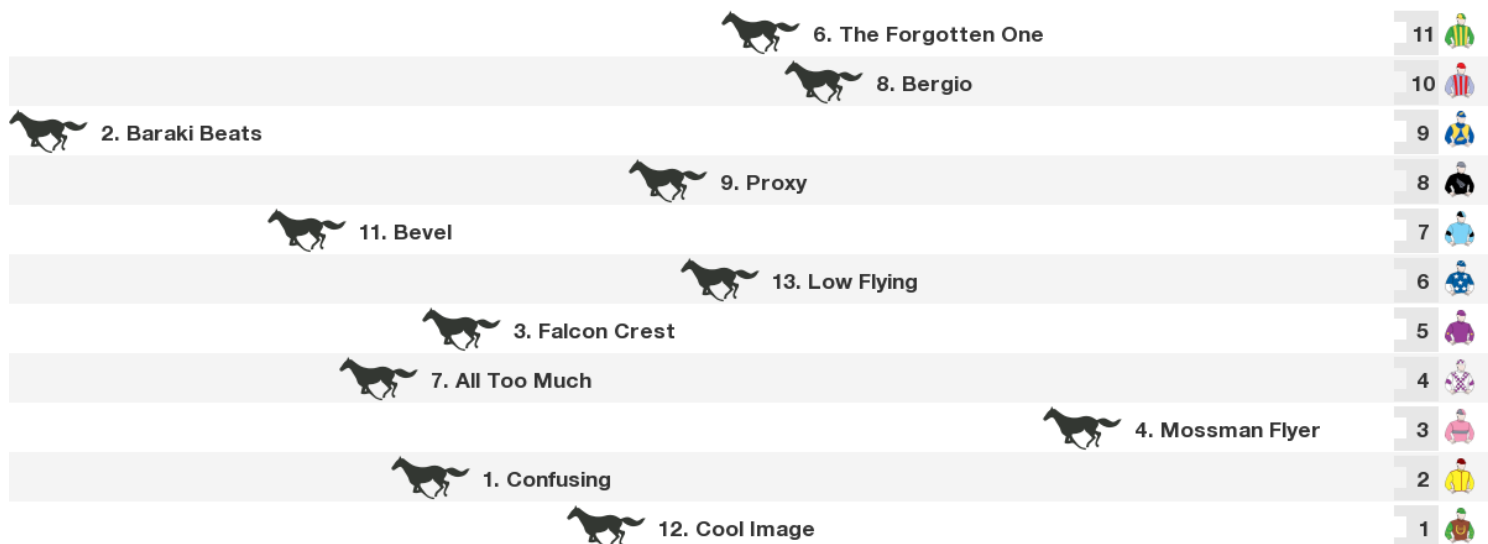 6. The Forgotten One 11
8. Bergio 10
2. Baraki Beats 9
9. Proxy 8
11. Bevel 7
13. Low Flying 6
3. Falcon Crest 5
7. All Too Much 4
4. Mossman Flyer 3
1. Confusing 2
12. Cool Image 1